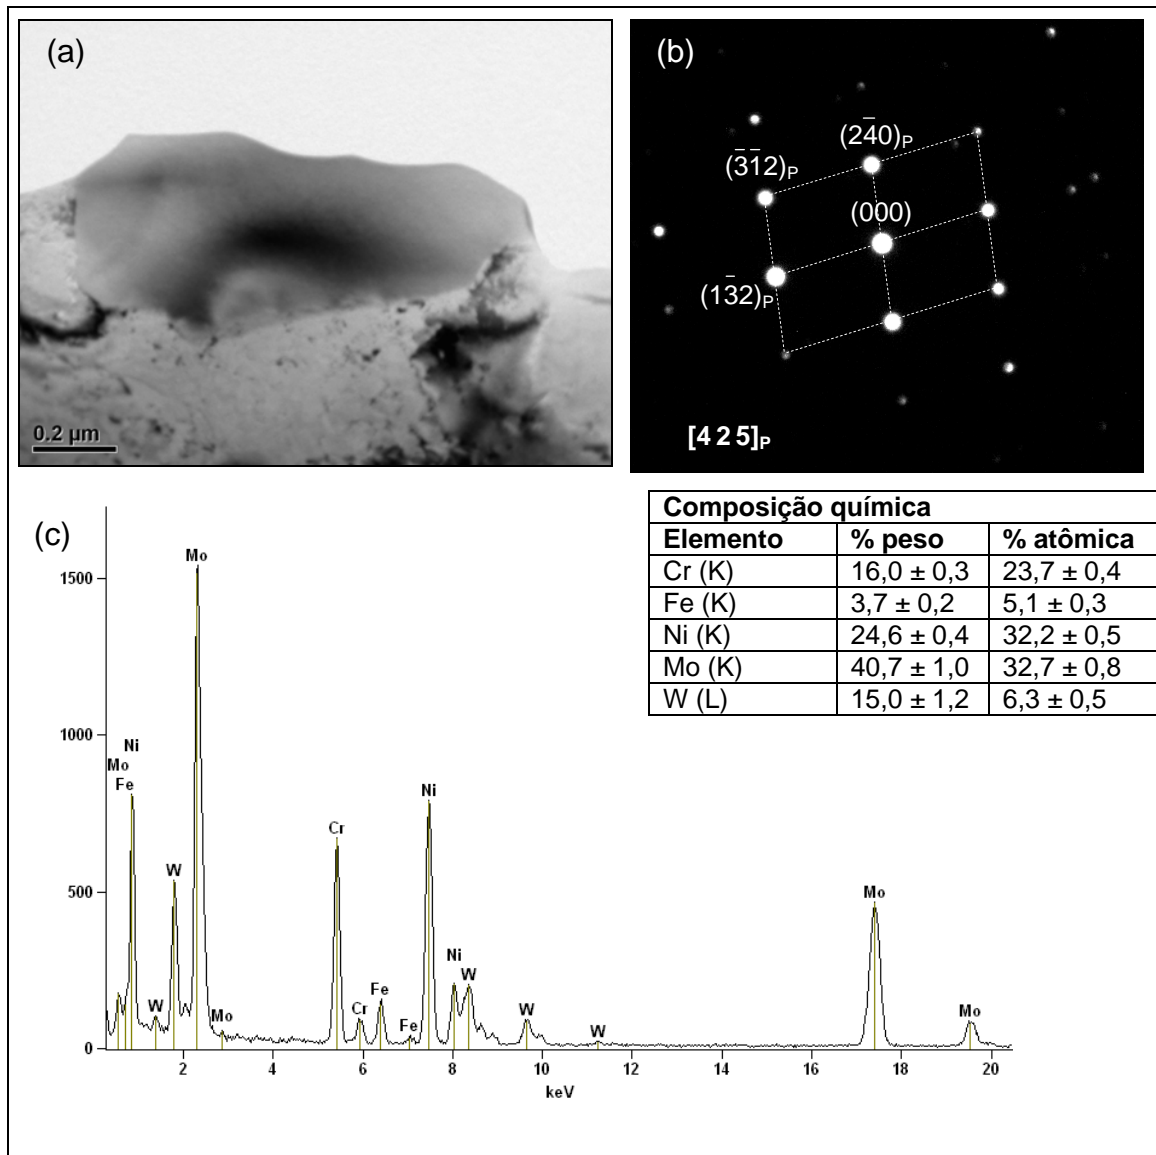 (a)
0.2 µm
(b)
(2̄40)P
(3̄1̄2)P
(000)
(13̄2)P
[4 2 5]P
Composição química
Elemento % peso % atômica
Cr (K) 16,0 ± 0,3 23,7 ± 0,4
Fe (K) 3,7 ± 0,2 5,1 ± 0,3
Ni (K) 24,6 ± 0,4 32,2 ± 0,5
Mo (K) 40,7 ± 1,0 32,7 ± 0,8
W (L) 15,0 ± 1,2 6,3 ± 0,5
(c)
Mo
1500
1000
Ni
Mo
Fe
Ni
Cr
W
500
Mo
Ni
W
Fe
W
Mo
Cr
Fe
W
W
Mo
0
2 4 6 8 10 12 14 16 18 20
keV